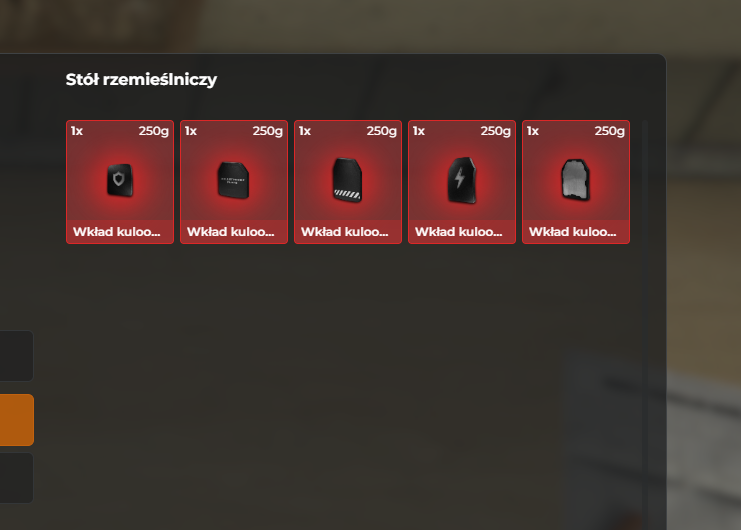 Stół rzemieślniczy
1x 250g 1x 250g 1x 250g 1x 250g 1x 250g
Wkład kuloo... Wkład kuloo... Wkład kuloo... Wkład kuloo... Wkład kuloo...